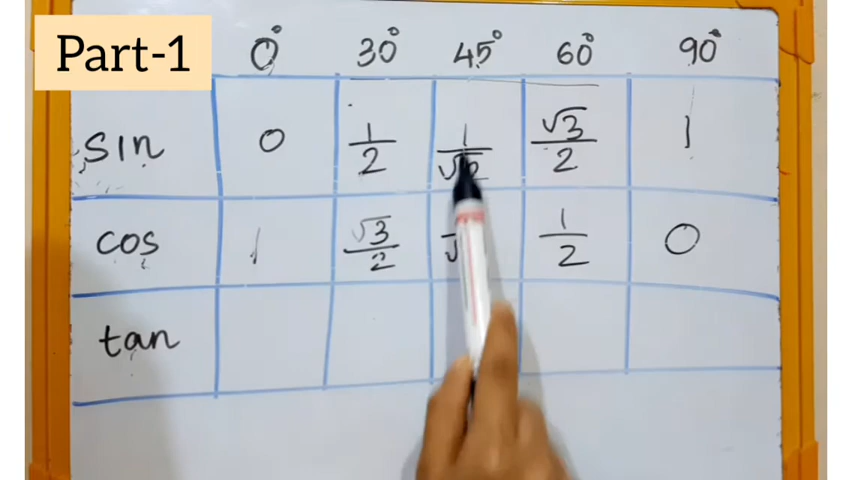 Part-1
0° 30° 45° 60° 90°
sin 0 1/2 1/√2 √3/2 1
cos 1 √3/2 1/2 0
tan